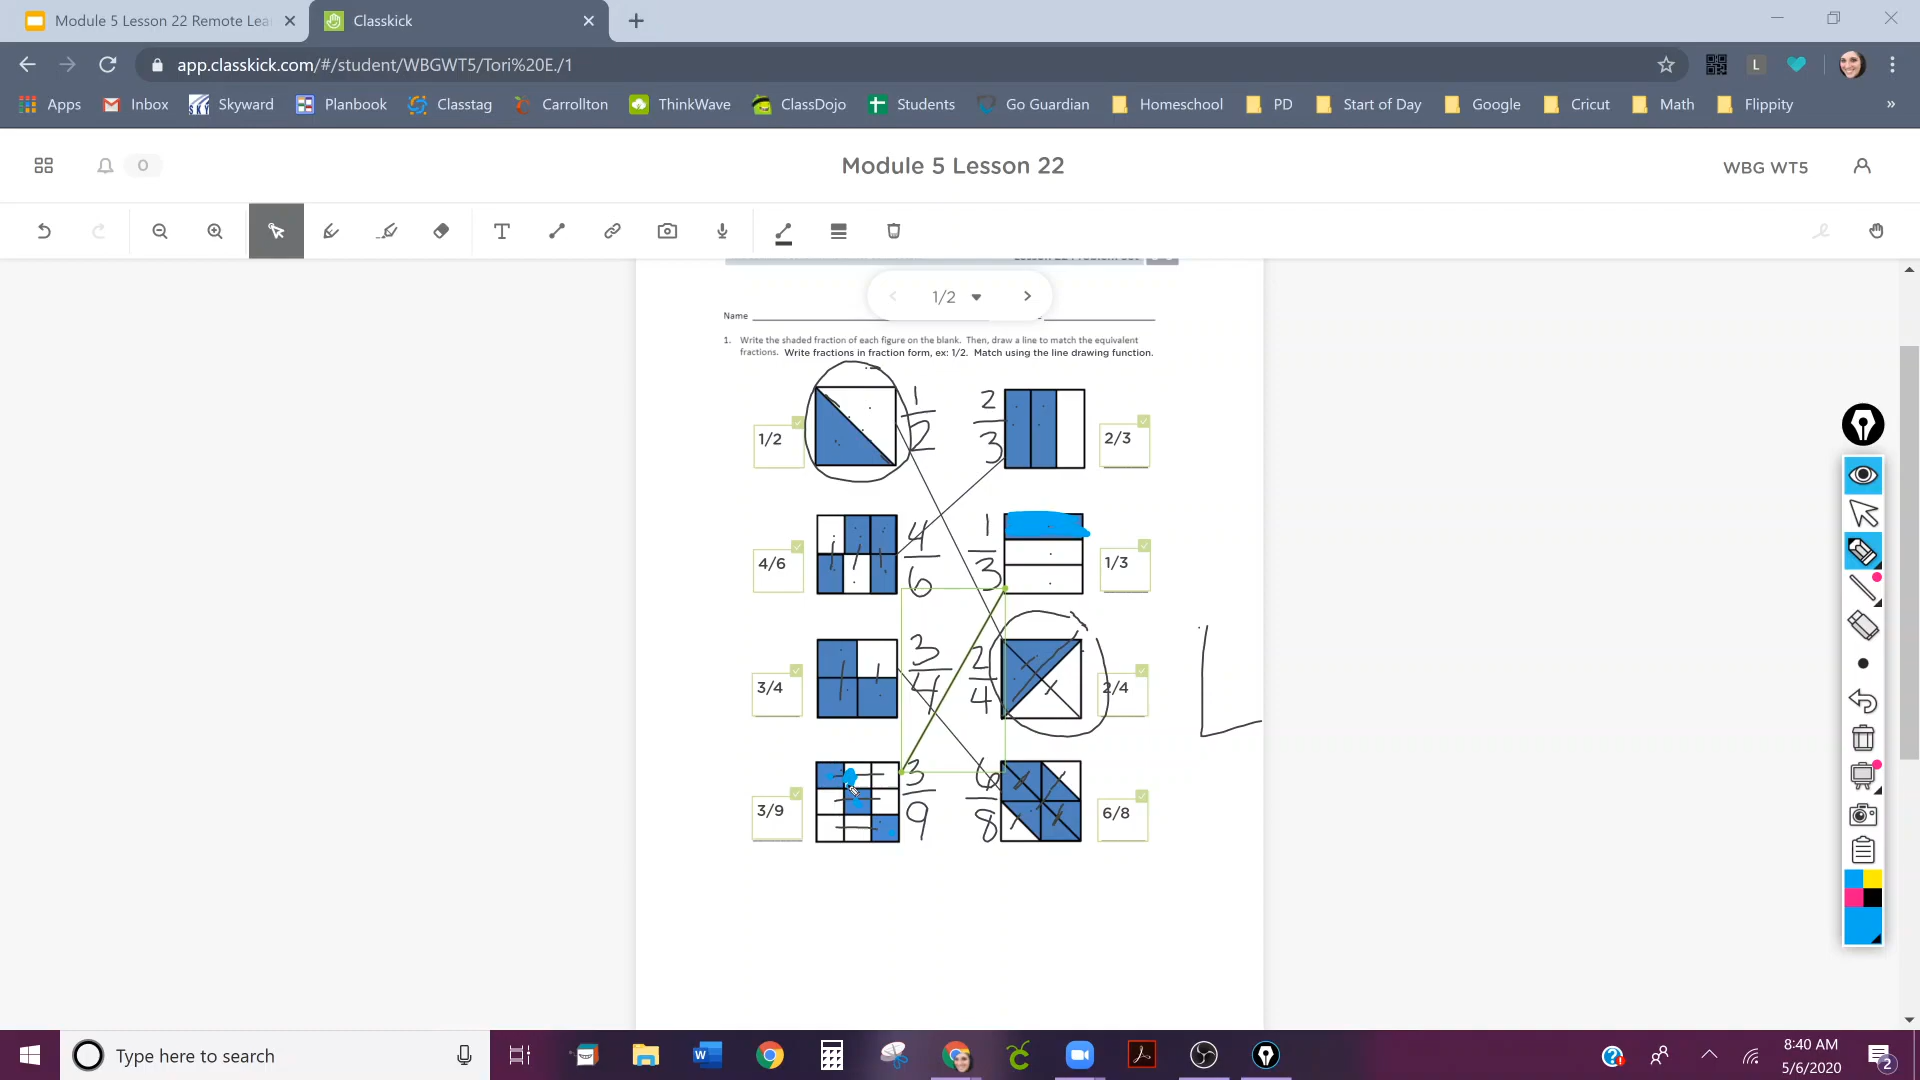 Module 5 Lesson 22 Remote Lea
Classkick
app.classkick.com/#/student/WBGWT5/Tori%20E./1
L
Apps
Inbox
Skyward
Planbook
Classtag
Carrollton
ThinkWave
ClassDojo
Students
Go Guardian
Homeschool
PD
Start of Day
Google
Cricut
Math
Flippity
»
0
Module 5 Lesson 22
WBG WT5
T
1/2
Name
1. Write the shaded fraction of each figure on the blank. Then, draw a line to match the equivalent
fractions. Write fractions in fraction form, ex: 1/2. Match using the line drawing function.
1/2
1
2
2
3
2/3
4/6
4
6
1
3
1/3
3/4
3
4
2
4
2/4
L
3/9
3
9
6
8
6/8
Type here to search
8:40 AM
5/6/2020
2